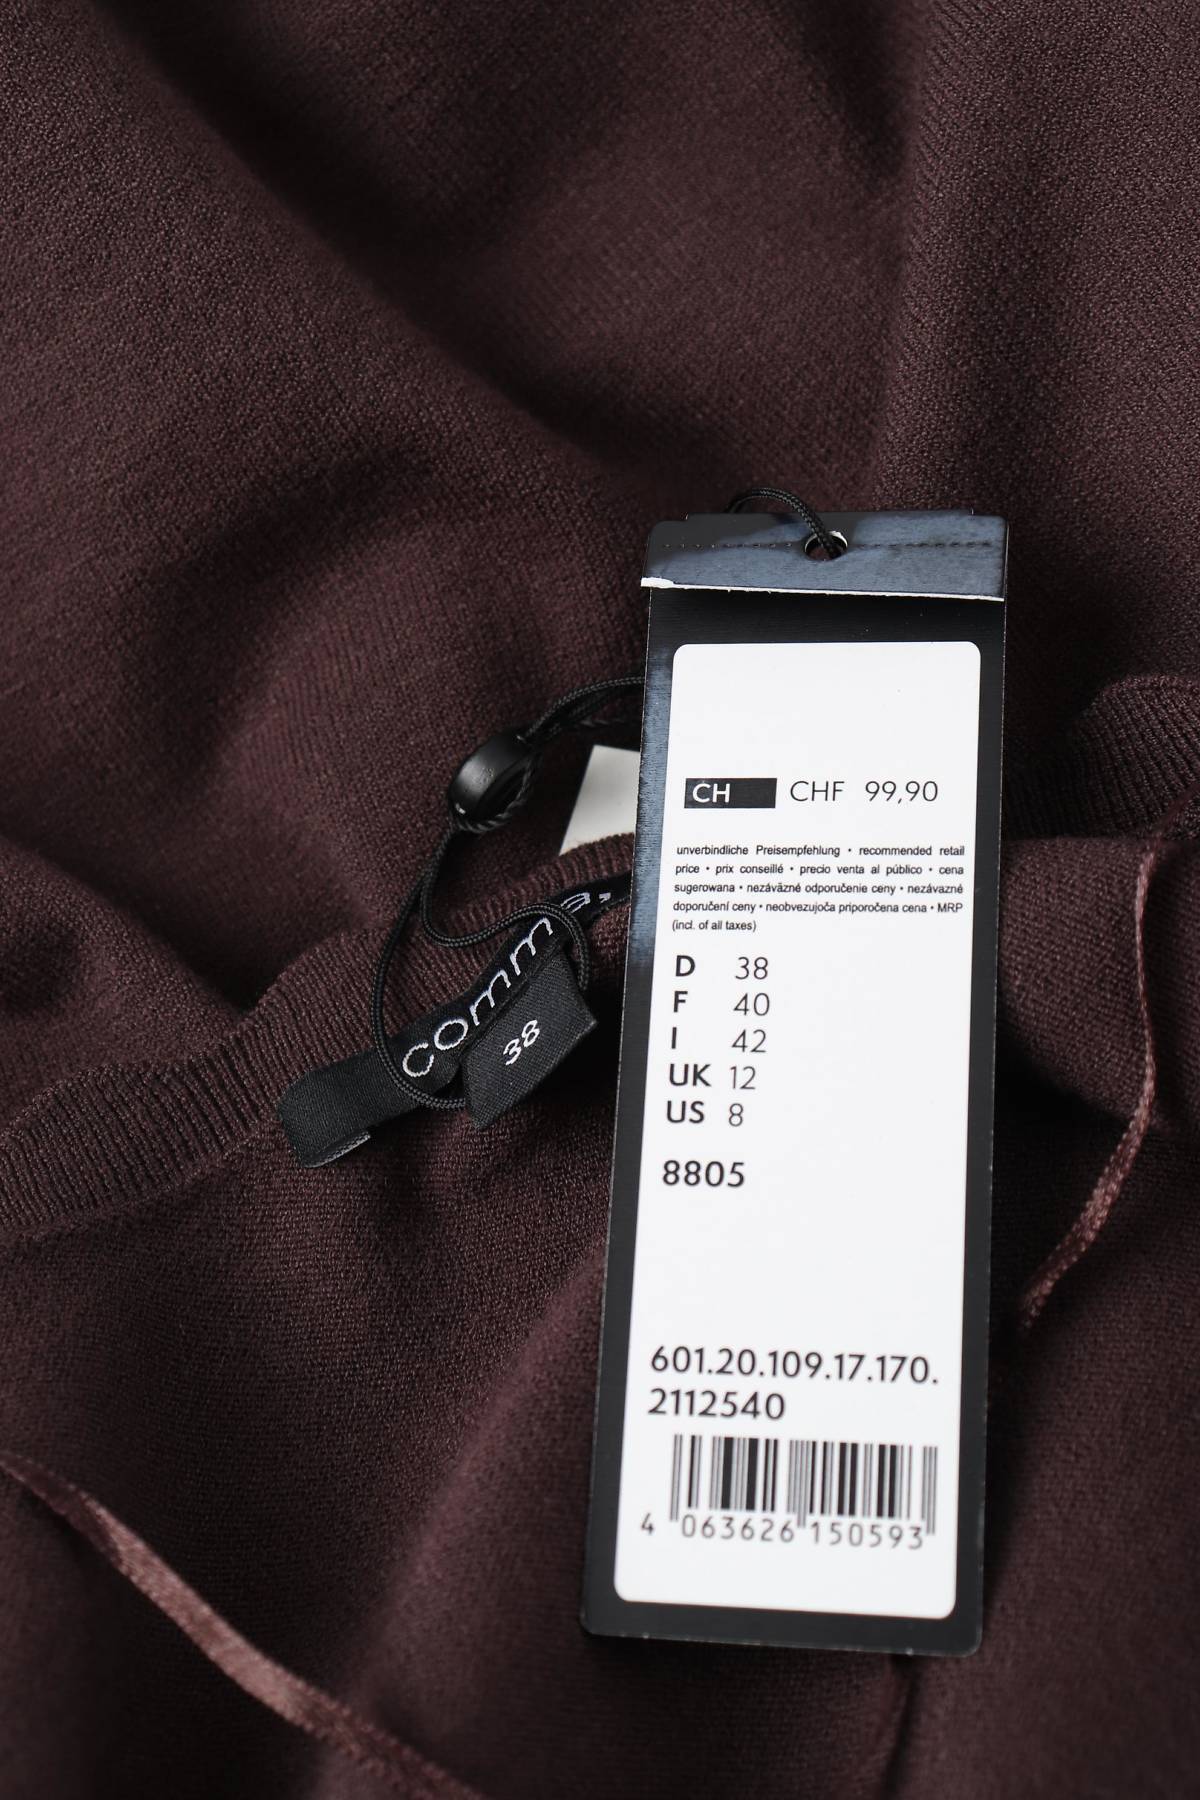 CH CHF 99,90
unverbindliche Preisempfehlung • recommended retail
price • prix conseillé • precio venta al público • cena
sugerowana • nezáväzné odporučenie ceny • nezávazné
doporučení ceny • neobvezujoča priporočena cena • MRP
(incl. of all taxes)
D 38
F 40
I 42
UK 12
US 8
8805
601.20.109.17.170.
2112540
4 063626 150593
comma,
38